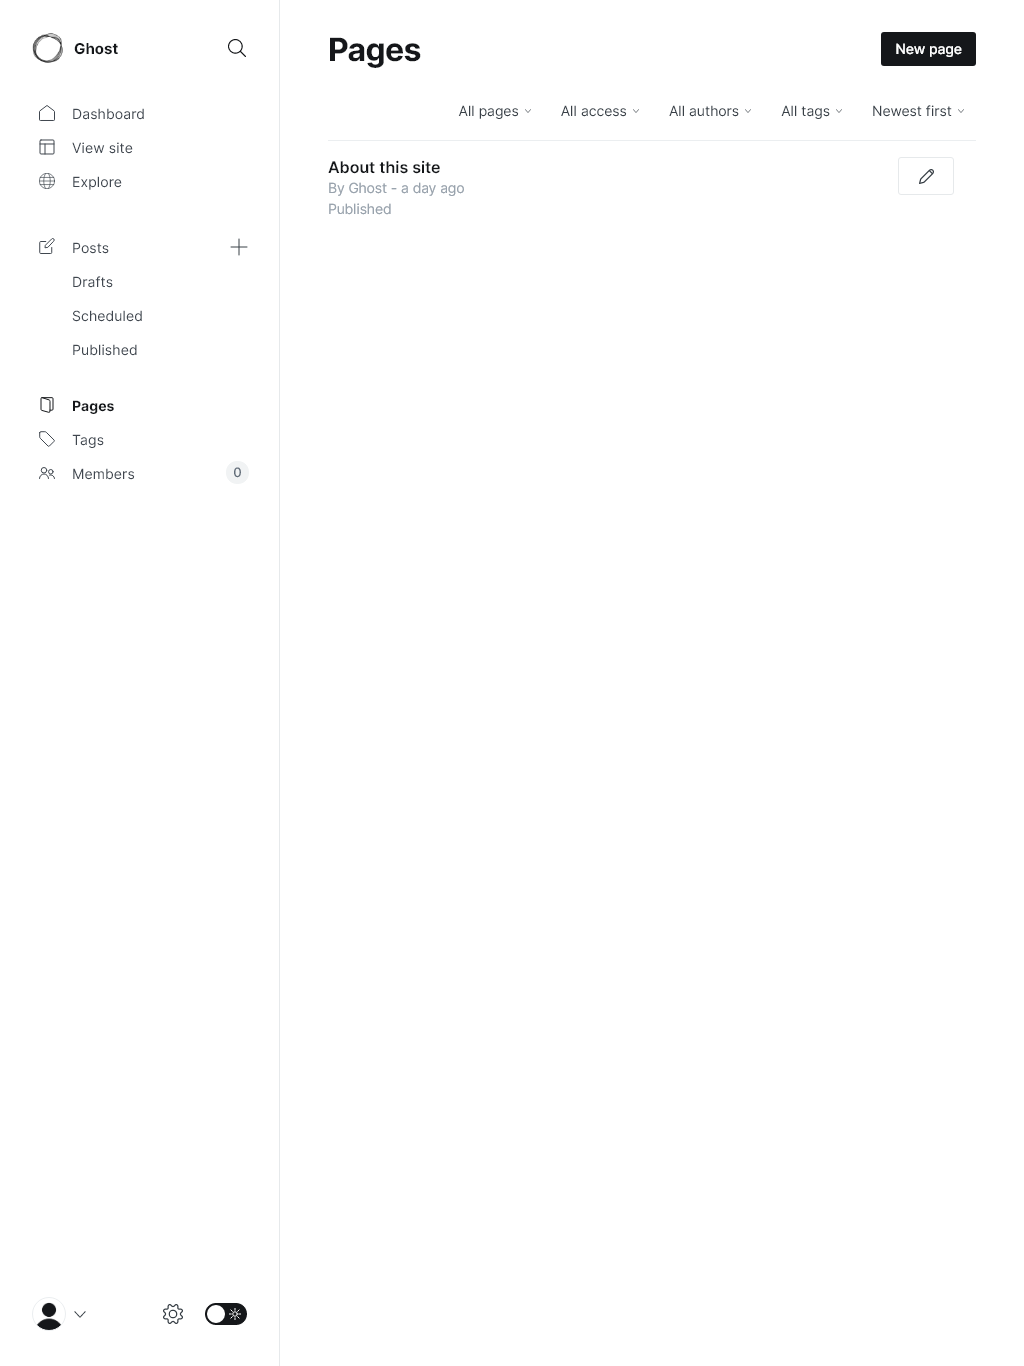 Ghost
Dashboard
View site
Explore
Posts
Drafts
Scheduled
Published
Pages
Tags
Members 0
Pages
New page
All pages All access All authors All tags Newest first
About this site
By Ghost - a day ago
Published